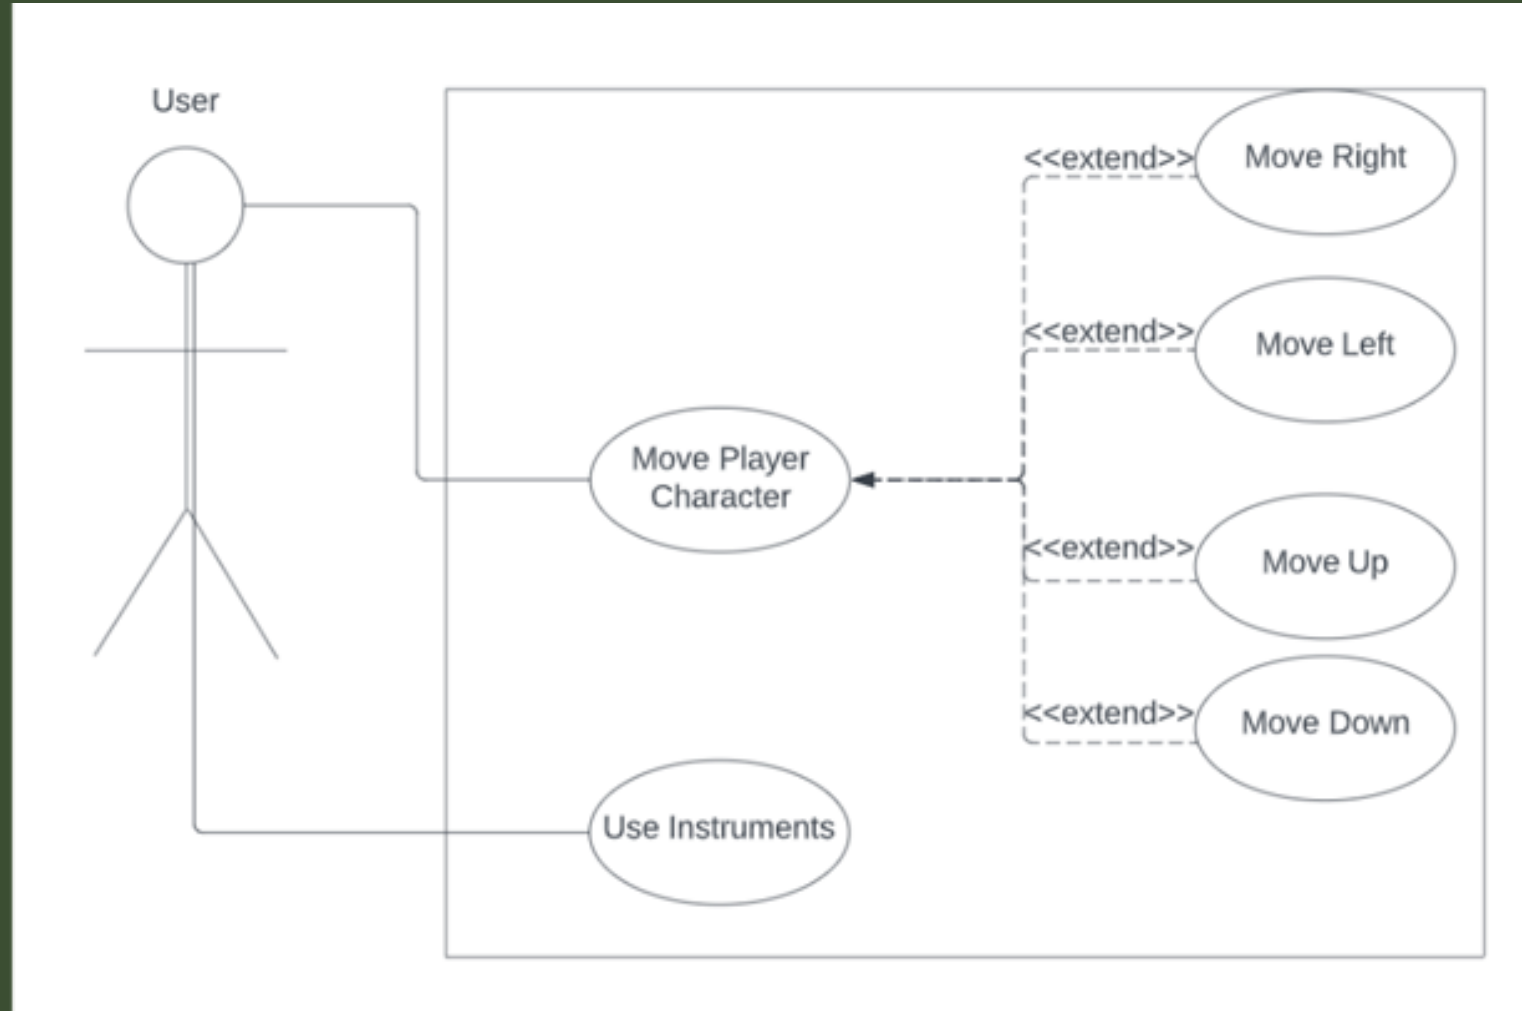 User
<<extend>>
Move Right
<<extend>>
Move Left
Move Player
Character
<<extend>>
Move Up
<<extend>>
Move Down
Use Instruments